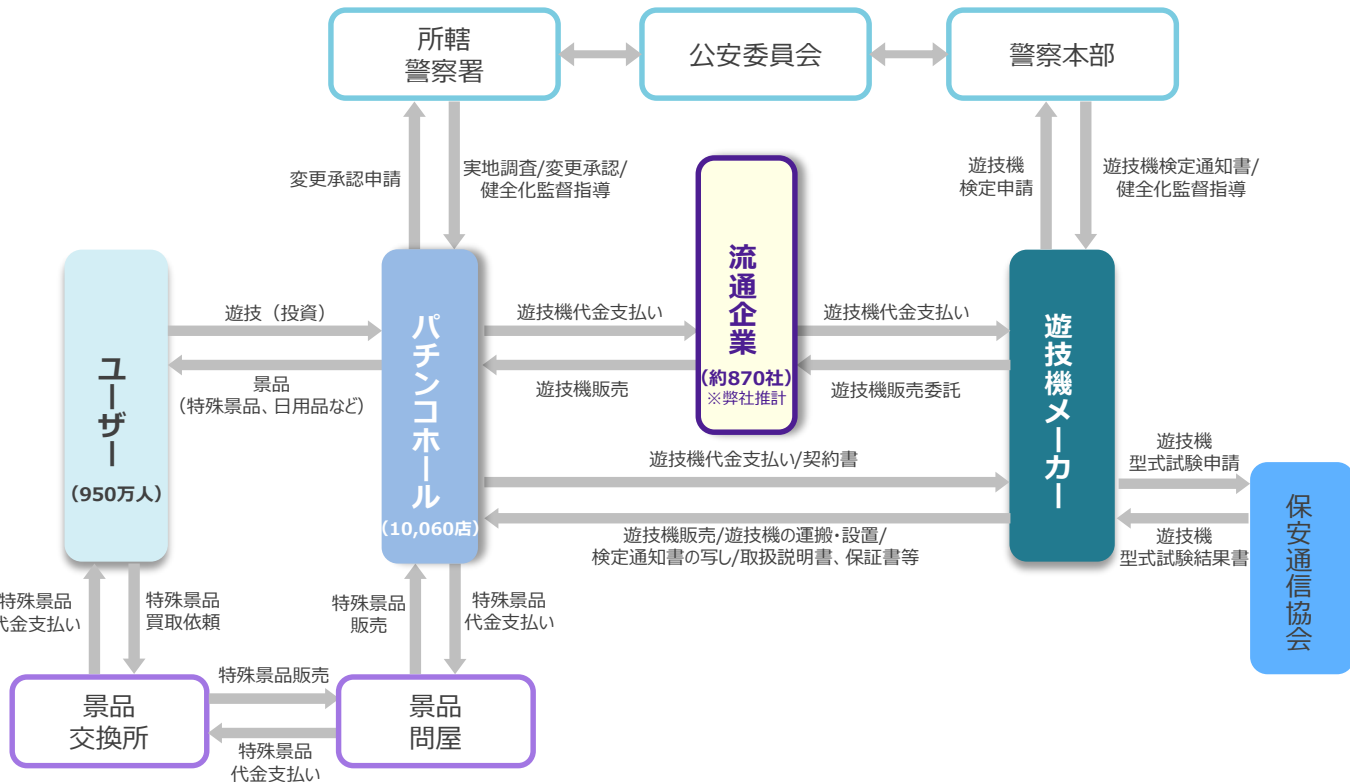 所轄
警察署
公安委員会
警察本部
変更承認申請
実地調査/変更承認/
健全化監督指導
遊技機
検定申請
遊技機検定通知書/
健全化監督指導
ユーザー
（950万人）
遊技（投資）
景品
（特殊景品、日用品など）
パチンコホール
（10,060店）
遊技機代金支払い
遊技機販売
流通企業
（約870社）
※弊社推計
遊技機代金支払い
遊技機販売委託
遊技機メーカー
遊技機代金支払い/契約書
遊技機販売/遊技機の運搬・設置/
検定通知書の写し/取扱説明書、保証書等
遊技機
型式試験申請
遊技機
型式試験結果書
保安通信協会
特殊景品
代金支払い
特殊景品
買取依頼
特殊景品
販売
特殊景品
代金支払い
景品
交換所
特殊景品販売
特殊景品
代金支払い
景品
問屋